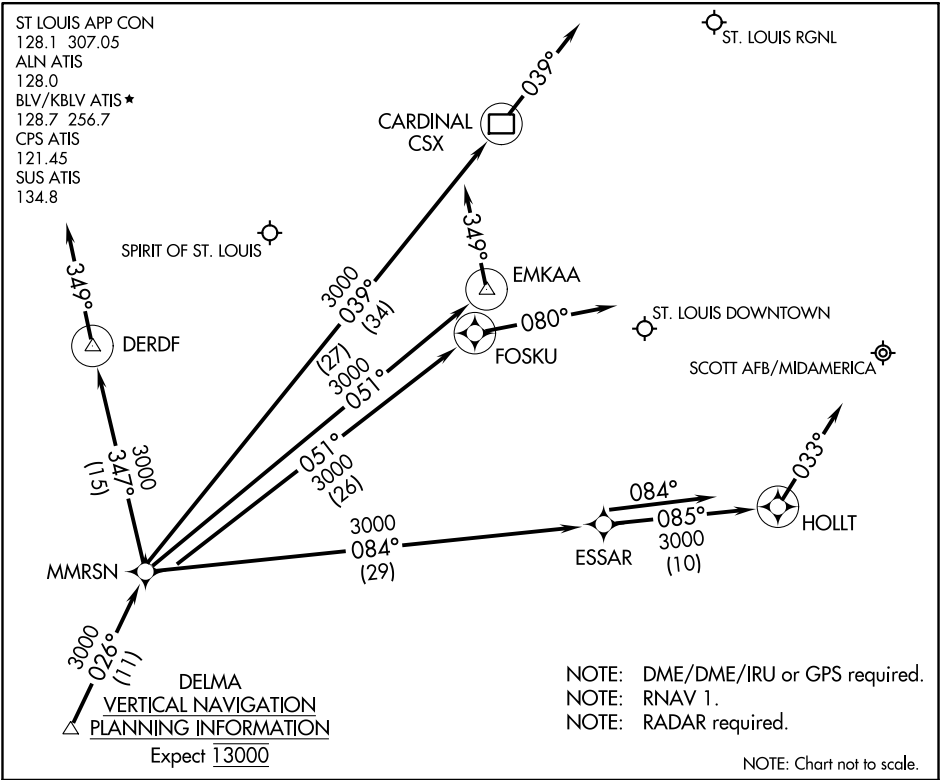 ST LOUIS APP CON
128.1 307.05
ALN ATIS
128.0
BLV/KBLV ATIS★
128.7 256.7
CPS ATIS
121.45
SUS ATIS
134.8
ST. LOUIS RGNL
039°
CARDINAL
CSX
SPIRIT OF ST. LOUIS
349°
DERDF
349°
EMKAA
080°
FOSKU
ST. LOUIS DOWNTOWN
SCOTT AFB/MIDAMERICA
3000
039°
(34)
(27)
3000
051°
051°
3000
(26)
3000
347°
(15)
033°
HOLLT
084°
085°
3000
(10)
ESSAR
3000
084°
(29)
MMRSN
3000
026°
(11)
DELMA
VERTICAL NAVIGATION
PLANNING INFORMATION
Expect 13000
NOTE: DME/DME/IRU or GPS required.
NOTE: RNAV 1.
NOTE: RADAR required.
NOTE: Chart not to scale.